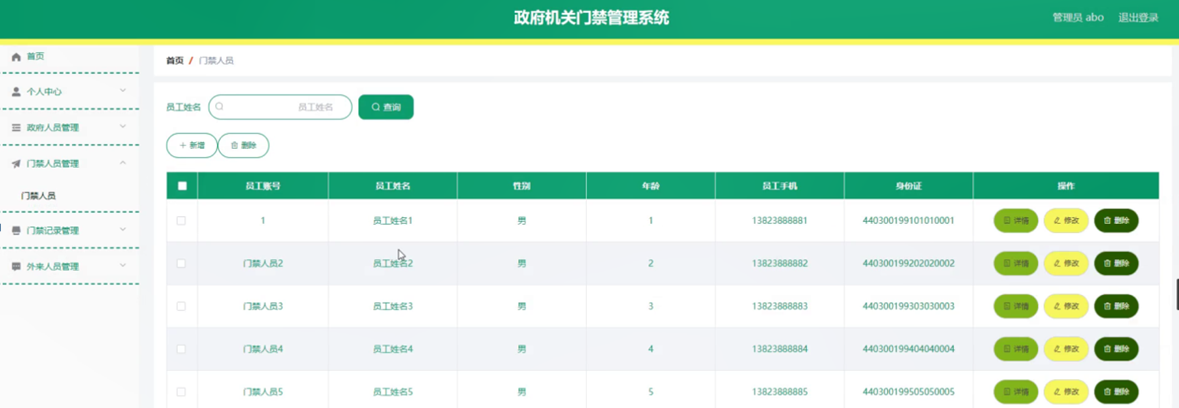 政府机关门禁管理系统
管理员 abo 退出登录
首页
个人中心
政府人员管理
门禁人员管理
门禁人员
门禁记录管理
外来人员管理
首页 / 门禁人员
员工姓名 员工姓名 查询
+ 新增 删除
员工账号 员工姓名 性别 年龄 员工手机 身份证 操作
1 员工姓名1 男 1 13823888881 440300199101010001 详情 修改 删除
门禁人员2 员工姓名2 男 2 13823888882 440300199202020002 详情 修改 删除
门禁人员3 员工姓名3 男 3 13823888883 440300199303030003 详情 修改 删除
门禁人员4 员工姓名4 男 4 13823888884 440300199404040004 详情 修改 删除
门禁人员5 员工姓名5 男 5 13823888885 440300199505050005 详情 修改 删除